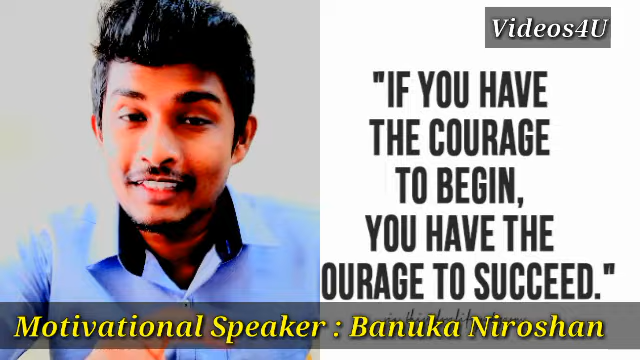 Videos4U
"IF YOU HAVE
THE COURAGE
TO BEGIN,
YOU HAVE THE
OURAGE TO SUCCEED."
Motivational Speaker : Banuka Niroshan